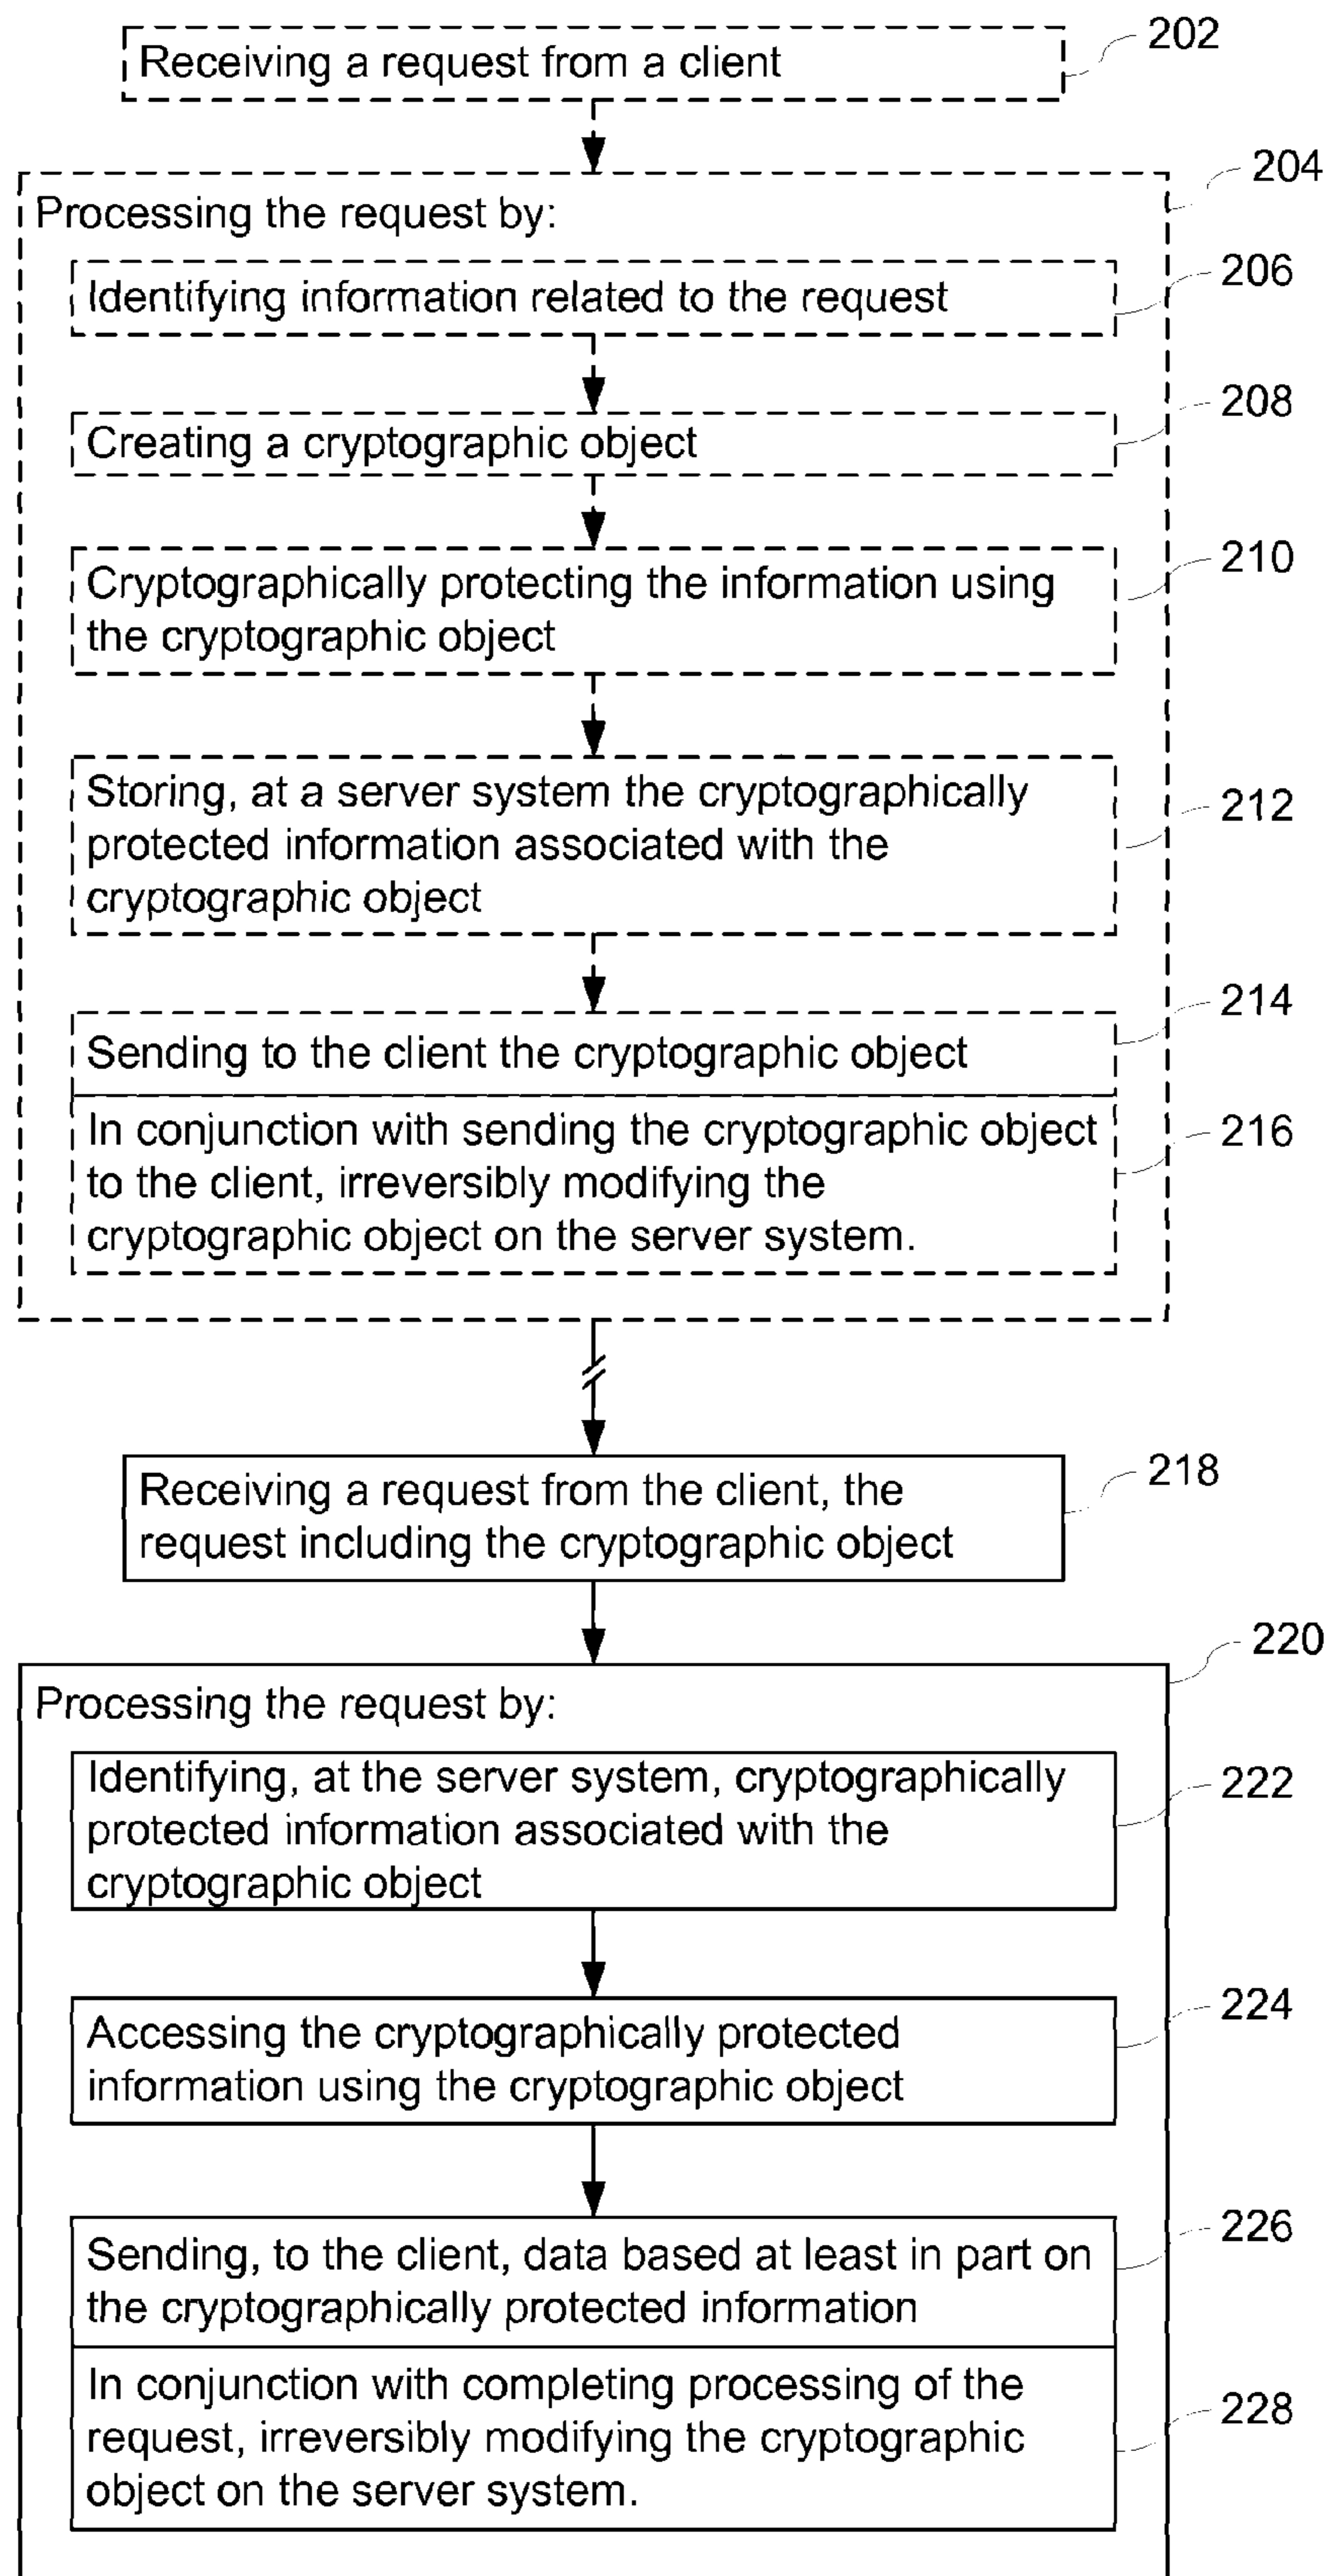 Receiving a request from a client
202
204
Processing the request by:
206
Identifying information related to the request
208
Creating a cryptographic object
210
Cryptographically protecting the information using
the cryptographic object
212
Storing, at a server system the cryptographically
protected information associated with the
cryptographic object
214
Sending to the client the cryptographic object
216
In conjunction with sending the cryptographic object
to the client, irreversibly modifying the
cryptographic object on the server system.
218
Receiving a request from the client, the
request including the cryptographic object
220
Processing the request by:
222
Identifying, at the server system, cryptographically
protected information associated with the
cryptographic object
224
Accessing the cryptographically protected
information using the cryptographic object
226
Sending, to the client, data based at least in part on
the cryptographically protected information
228
In conjunction with completing processing of the
request, irreversibly modifying the cryptographic
object on the server system.